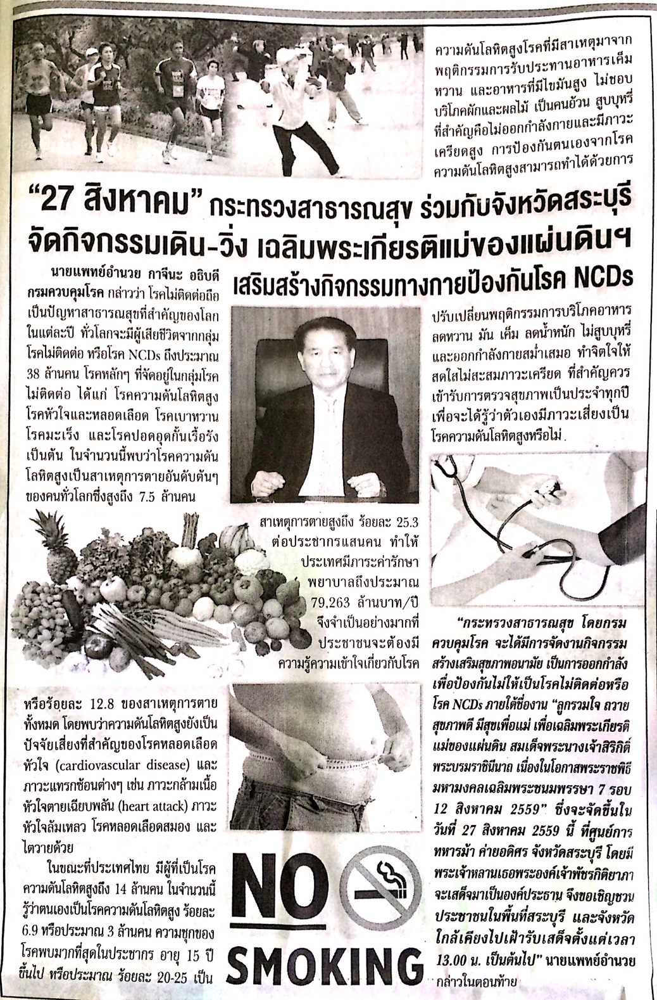 “27 สิงหาคม” กระทรวงสาธารณสุข ร่วมกับจังหวัดสระบุรี
จัดกิจกรรมเดิน-วิ่ง เฉลิมพระเกียรติแม่ของแผ่นดินฯ
เสริมสร้างกิจกรรมทางกายป้องกันโรค NCDs
นายแพทย์อำนวย กาจีนะ อธิบดี
กรมควบคุมโรค กล่าวว่า โรคไม่ติดต่อถือ
เป็นปัญหาสาธารณสุขที่สำคัญของโลก
ในแต่ละปี ทั่วโลกจะมีผู้เสียชีวิตจากกลุ่ม
โรคไม่ติดต่อ หรือโรค NCDs ถึงประมาณ
38 ล้านคน โรคหลักๆ ที่จัดอยู่ในกลุ่มโรค
ไม่ติดต่อ ได้แก่ โรคความดันโลหิตสูง
โรคหัวใจและหลอดเลือด โรคเบาหวาน
โรคมะเร็ง และโรคปอดอุดกั้นเรื้อรัง
เป็นต้น ในจำนวนนี้พบว่าโรคความดัน
โลหิตสูงเป็นสาเหตุการตายอันดับต้นๆ
ของคนทั่วโลกซึ่งสูงถึง 7.5 ล้านคน
หรือร้อยละ 12.8 ของสาเหตุการตาย
ทั้งหมด โดยพบว่าความดันโลหิตสูงยังเป็น
ปัจจัยเสี่ยงที่สำคัญของโรคหลอดเลือด
หัวใจ (cardiovascular disease) และ
ภาวะแทรกซ้อนต่างๆ เช่น ภาวะกล้ามเนื้อ
หัวใจตายเฉียบพลัน (heart attack) ภาวะ
หัวใจล้มเหลว โรคหลอดเลือดสมอง และ
ไตวายด้วย
ในขณะที่ประเทศไทย มีผู้ที่เป็นโรค
ความดันโลหิตสูงถึง 14 ล้านคน ในจำนวนนี้
รู้ว่าตนเองเป็นโรคความดันโลหิตสูง ร้อยละ
6.9 หรือประมาณ 3 ล้านคน ความชุกของ
โรคพบมากที่สุดในประชากร อายุ 15 ปี
ขึ้นไป หรือประมาณ ร้อยละ 20-25 เป็น
สาเหตุการตายสูงถึง ร้อยละ 25.3
ต่อประชากรแสนคน ทำให้
ประเทศมีภาระค่ารักษา
พยาบาลถึงประมาณ
79,263 ล้านบาท/ปี
จึงจำเป็นอย่างมากที่
ประชาชนจะต้องมี
ความรู้ความเข้าใจเกี่ยวกับโรค
NO
SMOKING
ความดันโลหิตสูงโรคที่มีสาเหตุมาจาก
พฤติกรรมการรับประทานอาหารเค็ม
หวาน และอาหารที่มีไขมันสูง ไม่ชอบ
บริโภคผักและผลไม้ เป็นคนอ้วน สูบบุหรี่
ที่สำคัญคือไม่ออกกำลังกายและมีภาวะ
เครียดสูง การป้องกันตนเองจากโรค
ความดันโลหิตสูงสามารถทำได้ด้วยการ
ปรับเปลี่ยนพฤติกรรมการบริโภคอาหาร
ลดหวาน มัน เค็ม ลดน้ำหนัก ไม่สูบบุหรี่
และออกกำลังกายสม่ำเสมอ ทำจิตใจให้
สดใสไม่สะสมภาวะเครียด ที่สำคัญควร
เข้ารับการตรวจสุขภาพเป็นประจำทุกปี
เพื่อจะได้รู้ว่าตัวเองมีภาวะเสี่ยงเป็น
โรคความดันโลหิตสูงหรือไม่
“กระทรวงสาธารณสุข โดยกรม
ควบคุมโรค จะได้มีการจัดงานกิจกรรม
สร้างเสริมสุขภาพอนามัย เป็นการออกกำลัง
เพื่อป้องกันไม่ให้เป็นโรคไม่ติดต่อหรือ
โรค NCDs ภายใต้ชื่องาน “ลูกรวมใจ ถวาย
สุขภาพดี มีสุขเพื่อแม่ เพื่อเฉลิมพระเกียรติ
แม่ของแผ่นดิน สมเด็จพระนางเจ้าสิริกิติ์
พระบรมราชินีนาถ เนื่องในโอกาสพระราชพิธี
มหามงคลเฉลิมพระชนมพรรษา 7 รอบ
12 สิงหาคม 2559” ซึ่งจะจัดขึ้นใน
วันที่ 27 สิงหาคม 2559 นี้ ที่ศูนย์การ
ทหารม้า ค่ายอดิศร จังหวัดสระบุรี โดยมี
พระเจ้าหลานเธอพระองค์เจ้าพัชรกิติยาภา
จะเสด็จมาเป็นองค์ประธาน จึงขอเชิญชวน
ประชาชนในพื้นที่สระบุรี และจังหวัด
ใกล้เคียงไปเฝ้ารับเสด็จตั้งแต่เวลา
13.00 น. เป็นต้นไป” นายแพทย์อำนวย
กล่าวในตอนท้าย